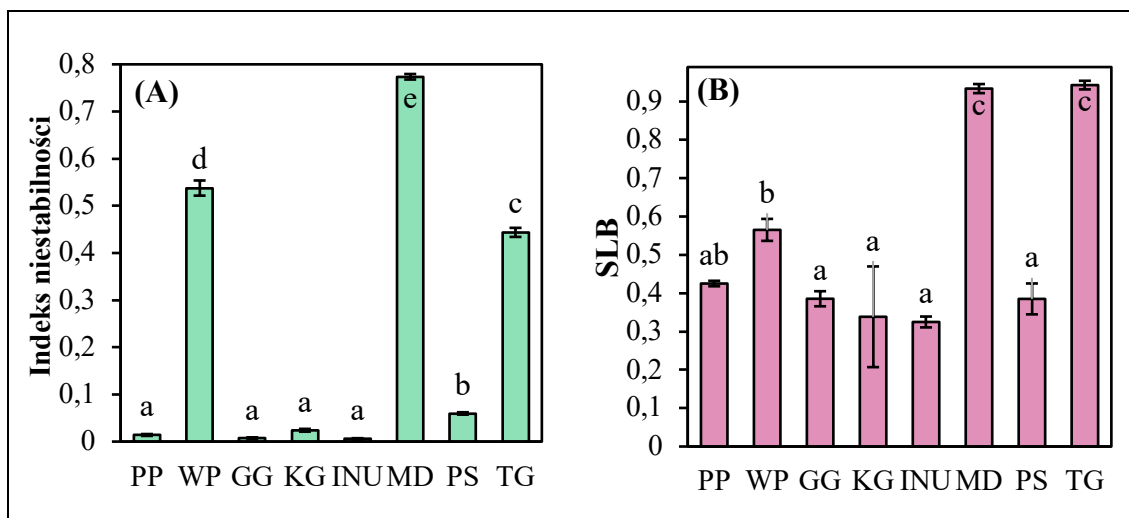 (A)
Indeks niestabilności
0,8
0,7
0,6
0,5
0,4
0,3
0,2
0,1
0
a
d
a
a
a
e
b
c
PP WP GG KG INU MD PS TG
(B)
SLB
0,9
0,8
0,7
0,6
0,5
0,4
0,3
0,2
0,1
0
ab
b
a
a
a
c
a
c
PP WP GG KG INU MD PS TG